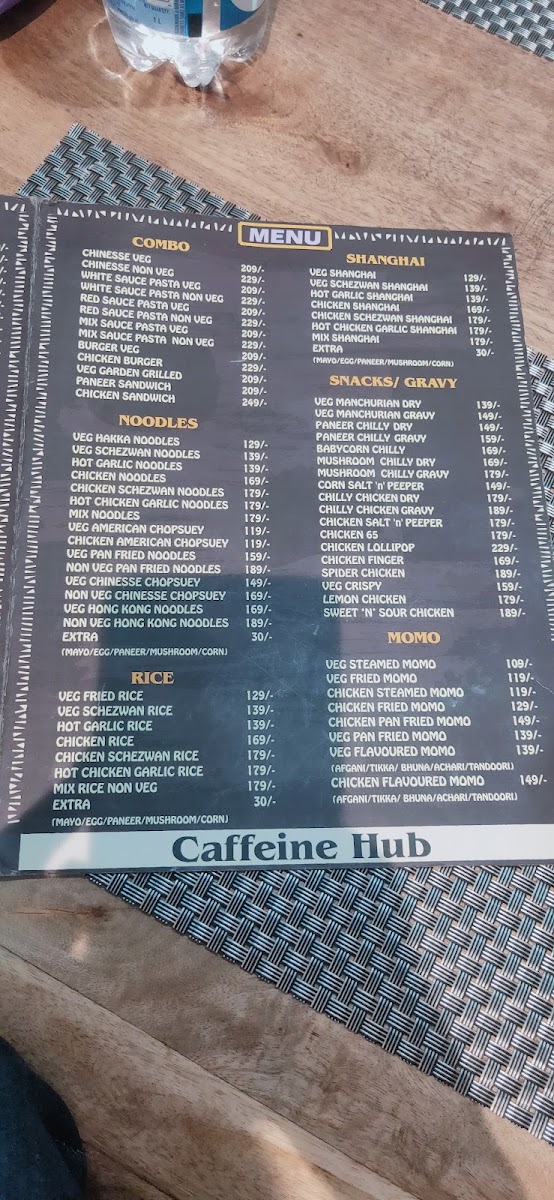 MENU
COMBO
CHINESSE VEG 209/-
CHINESSE NON VEG 229/-
WHITE SAUCE PASTA VEG 209/-
WHITE SAUCE PASTA VEG NON VEG 229/-
RED SAUCE PASTA VEG 209/-
RED SAUCE PASTA VEG NON VEG 229/-
MIX SAUCE PASTA VEG 209/-
MIX SAUCE PASTA VEG NON VEG 229/-
BURGER VEG 209/-
CHICKEN BURGER 229/-
VEG GARDEN GRILLED 209/-
PANEER SANDWICH 209/-
CHICKEN SANDWICH 249/-
NOODLES
VEG HAKKA NOODLES 129/-
VEG SCHEZWAN NOODLES 139/-
HOT GARLIC NOODLES 139/-
CHICKEN NOODLES 169/-
CHICKEN SCHEZWAN NOODLES 179/-
HOT CHICKEN GARLIC NOODLES 179/-
MIX NOODLES 179/-
VEG AMERICAN CHOPSUEY 119/-
CHICKEN AMERICAN CHOPSUEY 119/-
VEG PAN FRIED NOODLES 159/-
NON VEG PAN FRIED NOODLES 189/-
VEG CHINESSE CHOPSUEY 149/-
NON VEG CHINESSE CHOPSUEY 169/-
VEG HONG KONG NOODLES 169/-
NON VEG HONG KONG NOODLES 189/-
EXTRA 30/-
(MAYO/EGG/PANEER/MUSHROOM/CORN)
RICE
VEG FRIED RICE 129/-
VEG SCHEZWAN RICE 139/-
HOT GARLIC RICE 139/-
CHICKEN RICE 169/-
CHICKEN SCHEZWAN RICE 179/-
HOT CHICKEN GARLIC RICE 179/-
MIX RICE NON VEG 179/-
EXTRA 30/-
(MAYO/EGG/PANEER/MUSHROOM/CORN)
SHANGHAI
VEG SHANGHAI 129/-
VEG SCHEZWAN SHANGHAI 139/-
HOT GARLIC SHANGHAI 139/-
CHICKEN SHANGHAI 169/-
CHICKEN SCHEZWAN SHANGHAI 179/-
HOT CHICKEN GARLIC SHANGHAI 179/-
MIX SHANGHAI 179/-
EXTRA 30/-
(MAYO/EGG/PANEER/MUSHROOM/CORN)
SNACKS/ GRAVY
VEG MANCHURIAN DRY 139/-
VEG MANCHURIAN GRAVY 149/-
PANEER CHILLY DRY 149/-
PANEER CHILLY GRAVY 159/-
BABYCORN CHILLY 169/-
MUSHROOM CHILLY DRY 169/-
MUSHROOM CHILLY GRAVY 179/-
CORN SALT 'n' PEEPER 149/-
CHILLY CHICKEN DRY 179/-
CHILLY CHICKEN GRAVY 189/-
CHICKEN SALT 'n' PEEPER 179/-
CHICKEN 65 179/-
CHICKEN LOLLIPOP 229/-
CHICKEN FINGER 169/-
SPIDER CHICKEN 189/-
VEG CRISPY 159/-
LEMON CHICKEN 179/-
SWEET 'N' SOUR CHICKEN 189/-
MOMO
VEG STEAMED MOMO 109/-
VEG FRIED MOMO 119/-
CHICKEN STEAMED MOMO 119/-
CHICKEN FRIED MOMO 129/-
CHICKEN PAN FRIED MOMO 149/-
VEG PAN FRIED MOMO 139/-
VEG FLAVOURED MOMO 139/-
(AFGANI/TIKKA/ BHUNA/ACHARI/TANDOORI)
CHICKEN FLAVOURED MOMO 149/-
(AFGANI/TIKKA/ BHUNA/ACHARI/TANDOORI)
Caffeine Hub